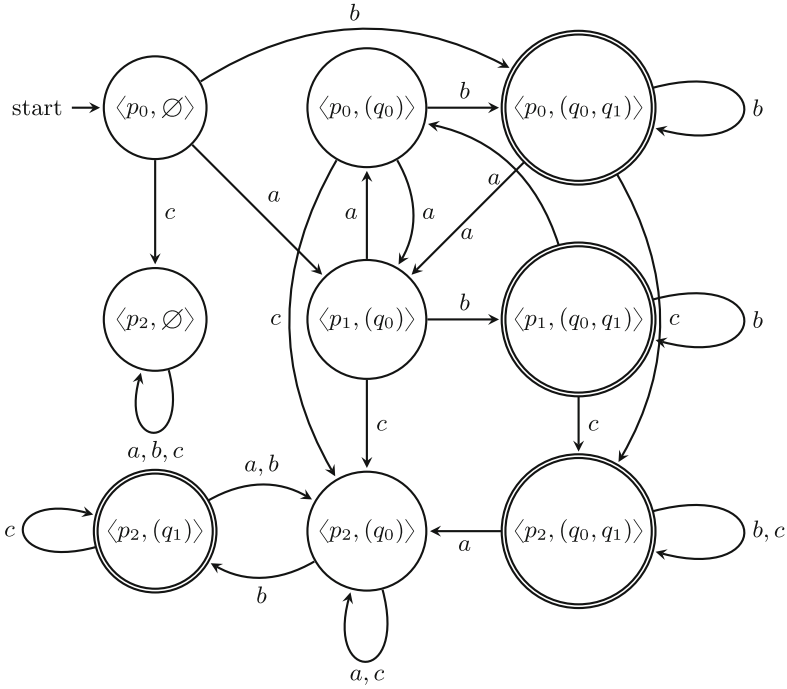 b
start ⟨p₀, ∅⟩ ⟨p₀, (q₀)⟩ b ⟨p₀, (q₀, q₁)⟩ b
a a
c a a a a
⟨p₂, ∅⟩ c ⟨p₁, (q₀)⟩ b ⟨p₁, (q₀, q₁)⟩ c b
a, b, c c c
a, b
c ⟨p₂, (q₁)⟩ ⟨p₂, (q₀)⟩ a ⟨p₂, (q₀, q₁)⟩ b, c
b
a, c